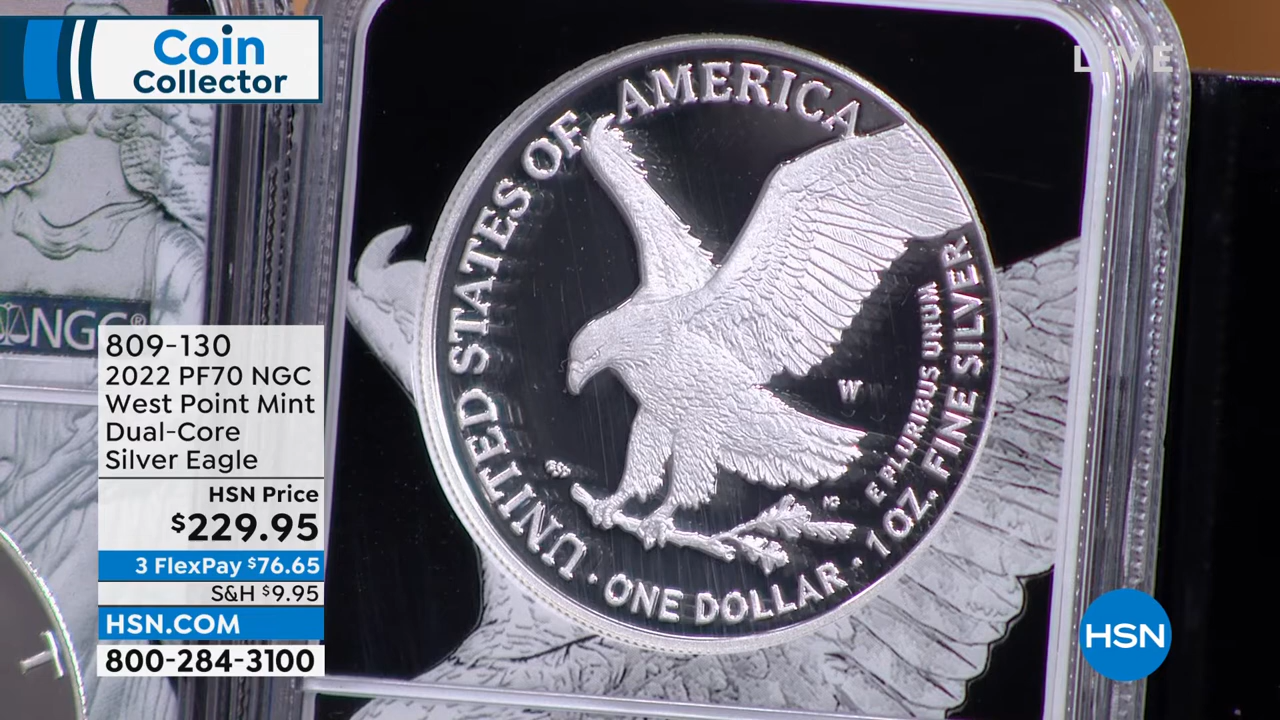 Coin
Collector
LIVE
UNITED STATES OF AMERICA
W
E PLURIBUS UNUM
1 OZ. FINE SILVER
· ONE DOLLAR ·
NGC®
809-130
2022 PF70 NGC
West Point Mint
Dual-Core
Silver Eagle
HSN Price
$229.95
3 FlexPay $76.65
S&H $9.95
HSN.COM
800-284-3100
HSN